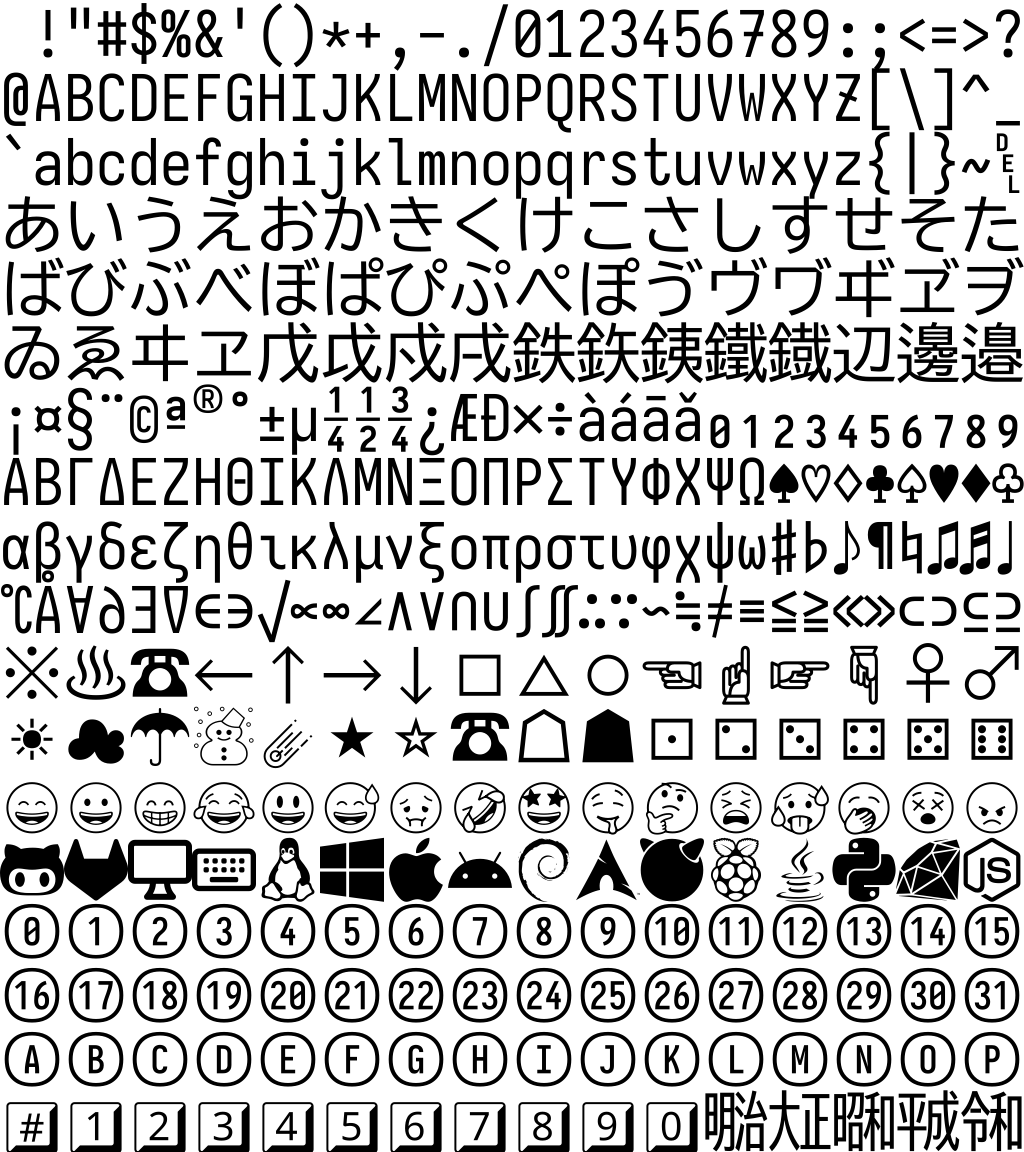 !"#$%&'()*+,-./0123456789:;<=>?
@ABCDEFGHIJKLMNOPQRSTUVWXYZ[\]^_
`abcdefghijklmnopqrstuvwxyz{|}~␡
あいうえおかきくけこさしすせそた
ばびぶべぼぱぴぷぺぽゔヴヷヸヹヺ
ゐゑヰヱ戊戉戍戌鉄鉃銕鐵鐡辺邊邉
¡¤§¨©ª®°±µ¼½¾¿ÆÐ×÷àáāǎ₀₁₂₃₄₅₆₇₈₉
ΑΒΓΔΕΖΗΘΙΚΛΜΝΞΟΠΡΣΤΥΦΧΨΩ♠♡♢♣♤♥♦♧
αβγδεζηθικλμνξοπρστυφχψω♯♭♪¶♮♫♬♩
℃Å∀∂∃∇∈∋√∝∞∠∧∨∩∪∫∬∴∵∽≒≠≡≦≧≪≫⊂⊃⊆⊇
※♨☎←↑→↓□△○☜☝☞☟♀♂
☀☁☂☃☄★☆☎☖☗⚀⚁⚂⚃⚄⚅
😄😀😁😂😃😅🤢🤣🤩🤤🤔😫🥵🥱😵😠
JS
⓪①②③④⑤⑥⑦⑧⑨⑩⑪⑫⑬⑭⑮
⑯⑰⑱⑲⑳㉑㉒㉓㉔㉕㉖㉗㉘㉙㉚㉛
ⒶⒷⒸⒹⒺⒻⒼⒽⒾⒿⓀⓁⓂⓃⓄⓅ
#1234567890明治大正昭和平成令和